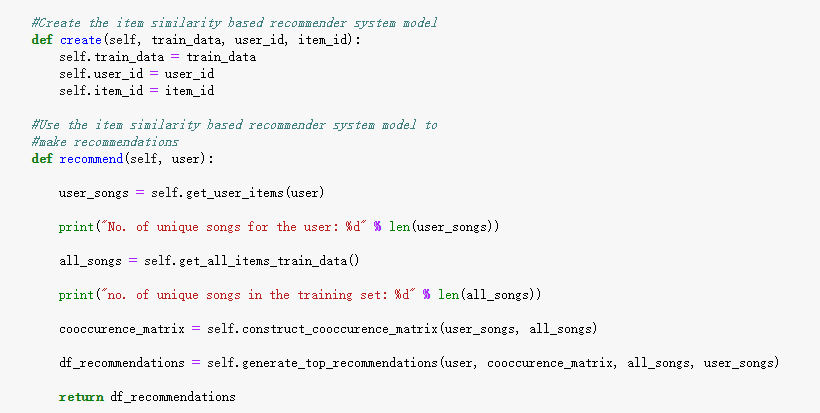 #Create the item similarity based recommender system model
def create(self, train_data, user_id, item_id):
self.train_data = train_data
self.user_id = user_id
self.item_id = item_id
#Use the item similarity based recommender system model to
#make recommendations
def recommend(self, user):
user_songs = self.get_user_items(user)
print("No. of unique songs for the user: %d" % len(user_songs))
all_songs = self.get_all_items_train_data()
print("no. of unique songs in the training set: %d" % len(all_songs))
cooccurence_matrix = self.construct_cooccurence_matrix(user_songs, all_songs)
df_recommendations = self.generate_top_recommendations(user, cooccurence_matrix, all_songs, user_songs)
return df_recommendations